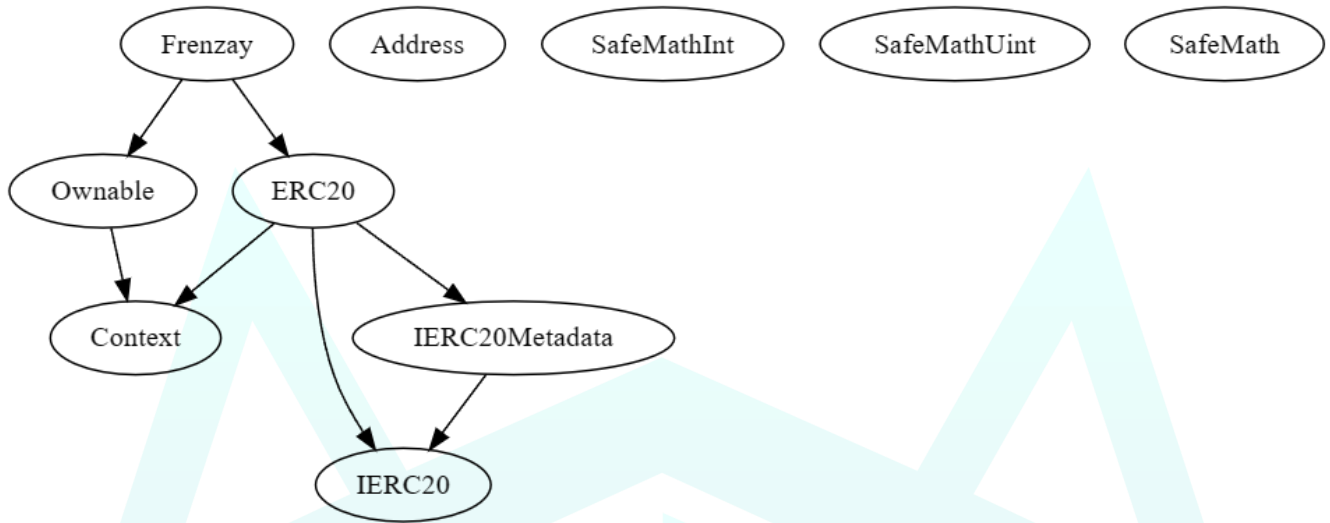 Frenzay
Address
SafeMathInt
SafeMathUint
SafeMath
Ownable
ERC20
Context
IERC20Metadata
IERC20